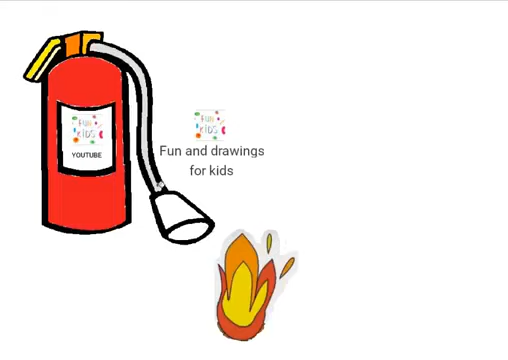 FUN
KIDS
YOUTUBE
FUN
KIDS
Fun and drawings
for kids